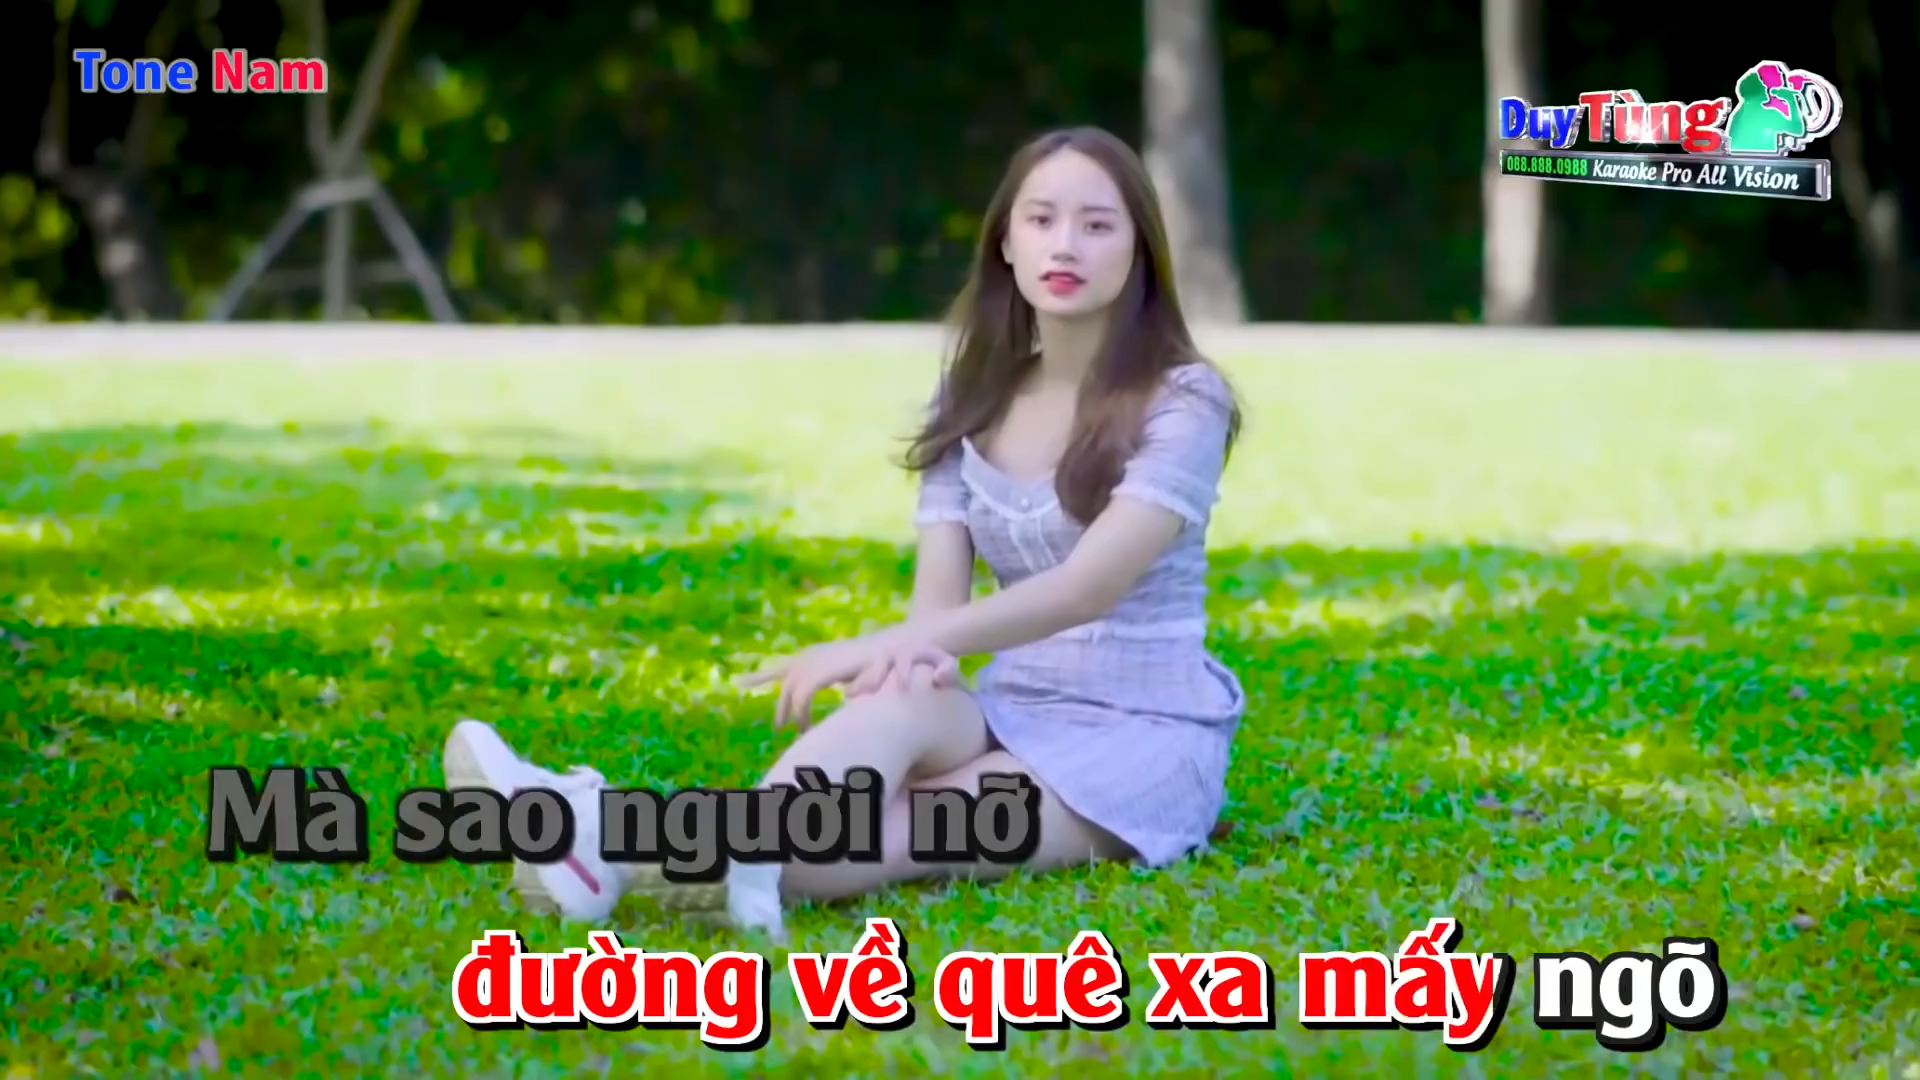 Tone Nam
Duy Tùng
088.888.0988 Karaoke Pro All Vision
Mà sao người nỡ
đường về quê xa mấy ngõ